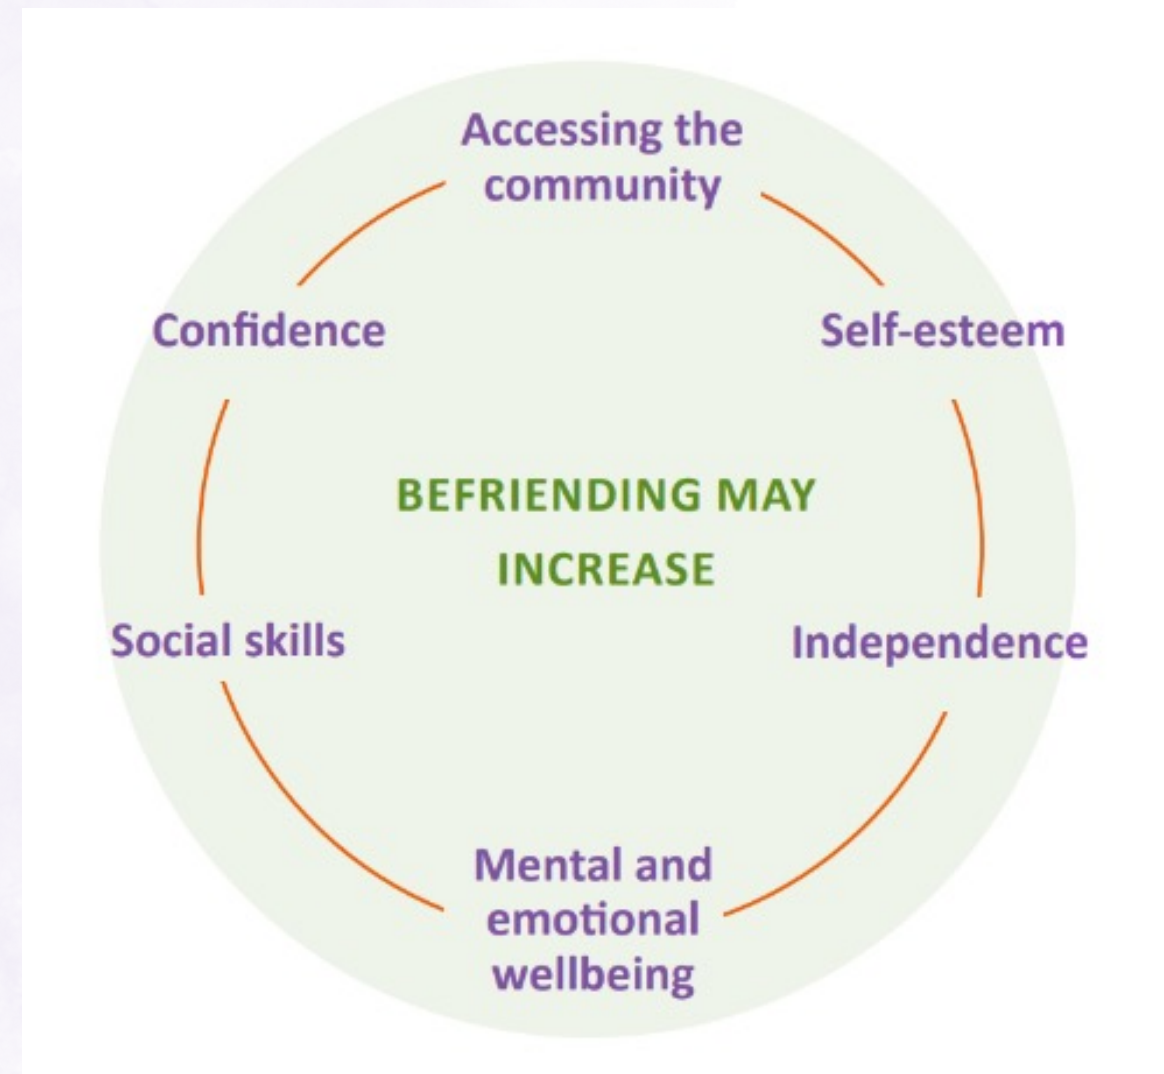 Accessing the
community
Confidence
Self-esteem
BEFRIENDING MAY
INCREASE
Social skills
Independence
Mental and
emotional
wellbeing